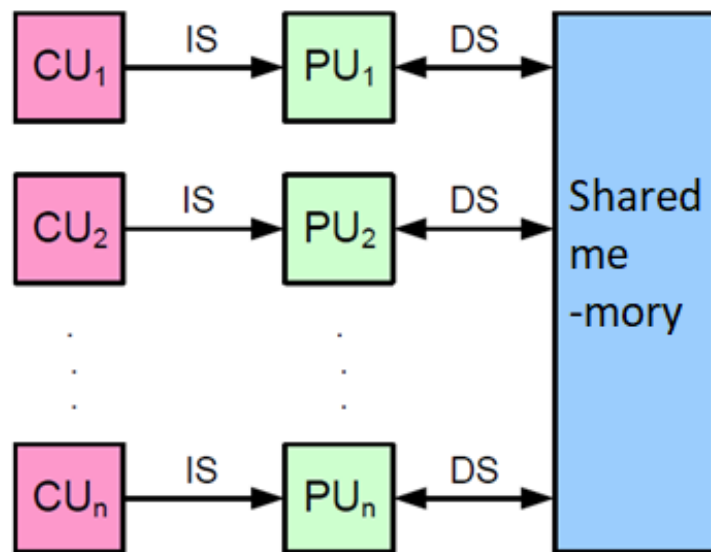 CU₁ IS PU₁ DS
CU₂ IS PU₂ DS
Shared
me
-mory
CUₙ IS PUₙ DS